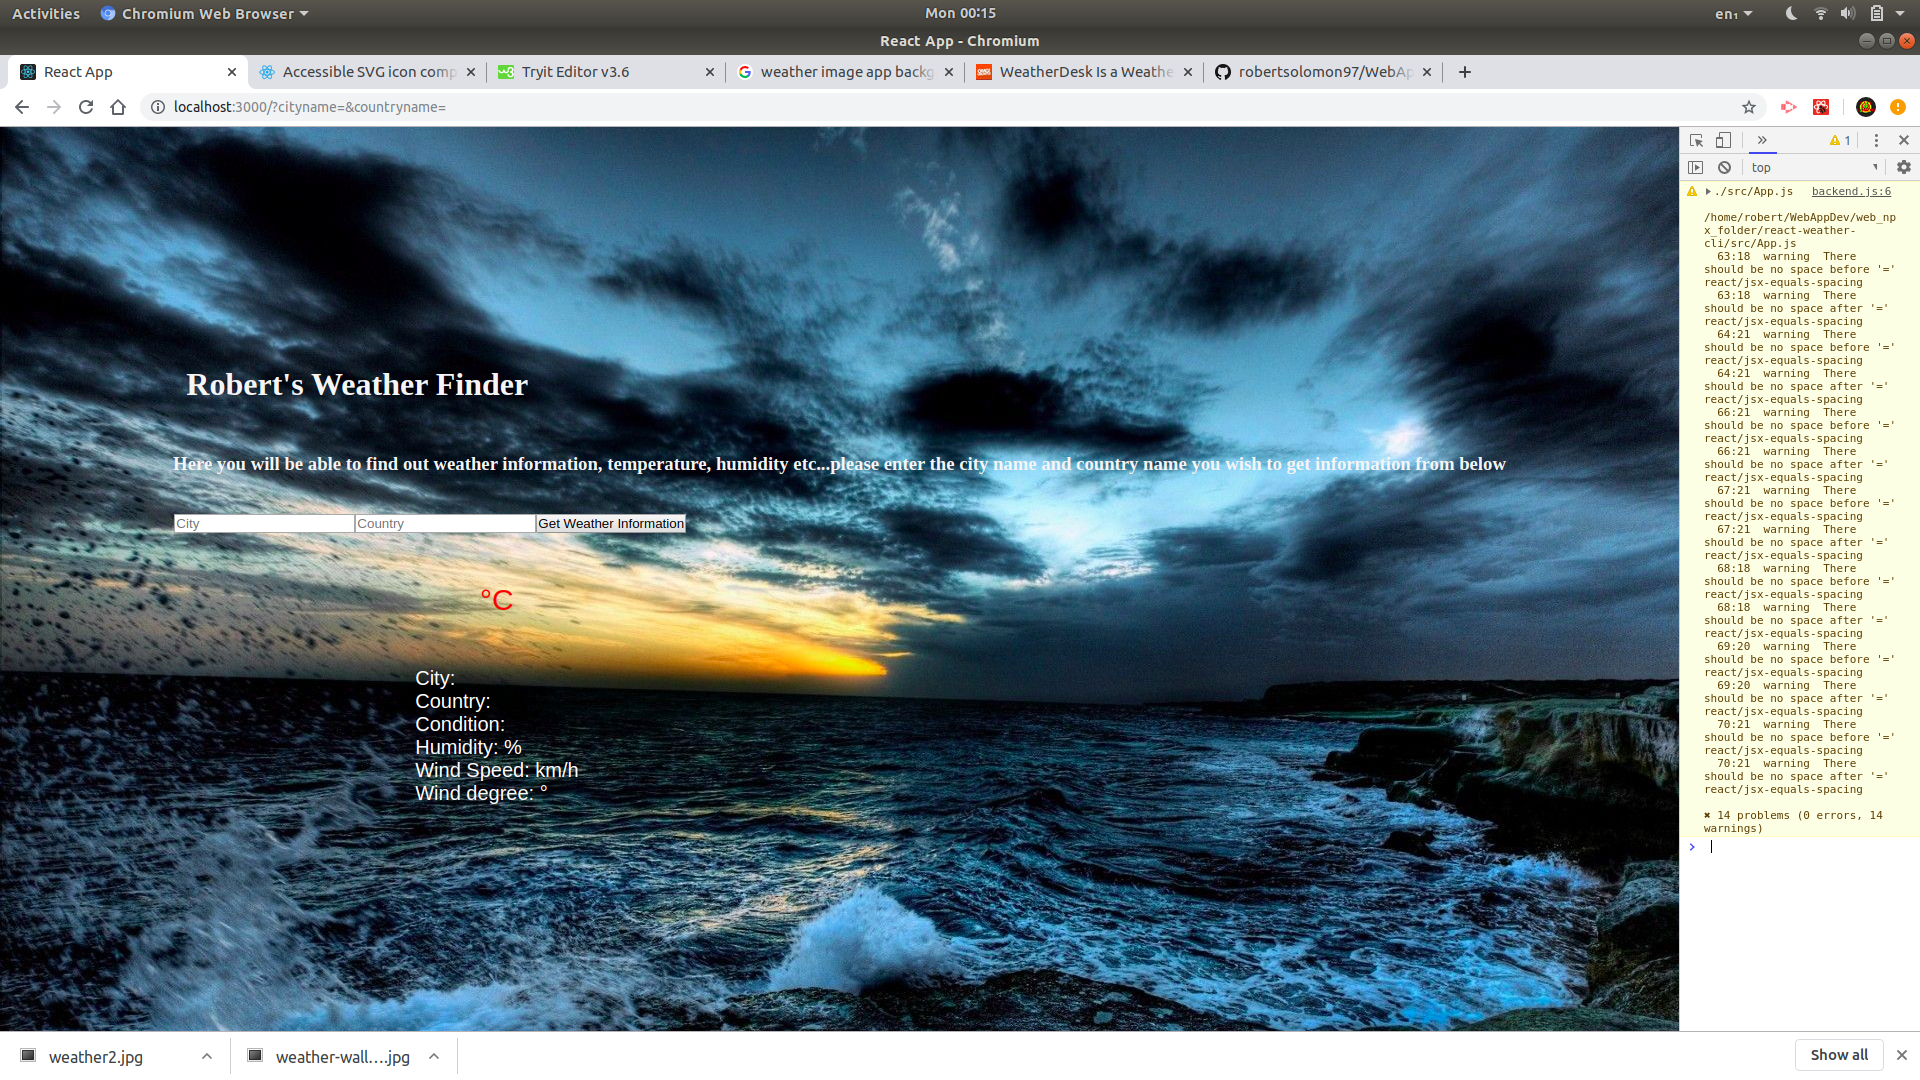 Activities
Chromium Web Browser
Mon 00:15
en₁
React App - Chromium
React App
Accessible SVG icon comp
Tryit Editor v3.6
weather image app backg
WeatherDesk Is a Weathe
robertsolomon97/WebAp
localhost:3000/?cityname=&countryname=
1
top
./src/App.js
backend.js:6
/home/robert/WebAppDev/web_np
x_folder/react-weather-
cli/src/App.js
63:18 warning There
should be no space before '='
react/jsx-equals-spacing
63:18 warning There
should be no space after '='
react/jsx-equals-spacing
64:21 warning There
should be no space before '='
react/jsx-equals-spacing
64:21 warning There
should be no space after '='
react/jsx-equals-spacing
66:21 warning There
should be no space before '='
react/jsx-equals-spacing
66:21 warning There
should be no space after '='
react/jsx-equals-spacing
67:21 warning There
should be no space before '='
react/jsx-equals-spacing
67:21 warning There
should be no space after '='
react/jsx-equals-spacing
68:18 warning There
should be no space before '='
react/jsx-equals-spacing
68:18 warning There
should be no space after '='
react/jsx-equals-spacing
69:20 warning There
should be no space before '='
react/jsx-equals-spacing
69:20 warning There
should be no space after '='
react/jsx-equals-spacing
70:21 warning There
should be no space before '='
react/jsx-equals-spacing
70:21 warning There
should be no space after '='
react/jsx-equals-spacing
✖ 14 problems (0 errors, 14
warnings)
Robert's Weather Finder
Here you will be able to find out weather information, temperature, humidity etc...please enter the city name and country name you wish to get information from below
City
Country
Get Weather Information
°C
City:
Country:
Condition:
Humidity: %
Wind Speed: km/h
Wind degree: °
weather2.jpg
weather-wall....jpg
Show all